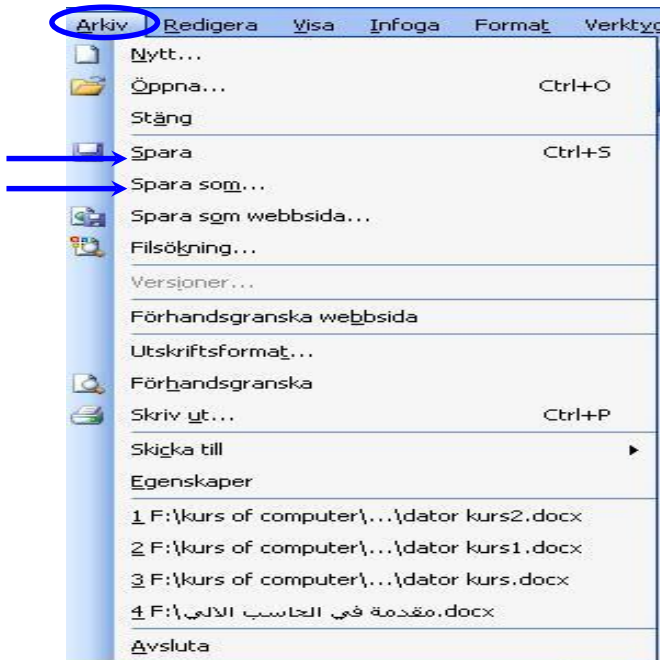 Arkiv Redigera Visa Infoga Format Verktyg
Nytt...
Öppna... Ctrl+O
Stäng
Spara Ctrl+S
Spara som...
Spara som webbsida...
Filsökning...
Versioner...
Förhandsgranska webbsida
Utskriftsformat...
Förhandsgranska
Skriv ut... Ctrl+P
Skicka till
Egenskaper
1 F:\kurs of computer\...\dator kurs2.docx
2 F:\kurs of computer\...\dator kurs1.docx
3 F:\kurs of computer\...\dator kurs.docx
4 F:\مقدمة في الحاسب الالي.docx
Avsluta